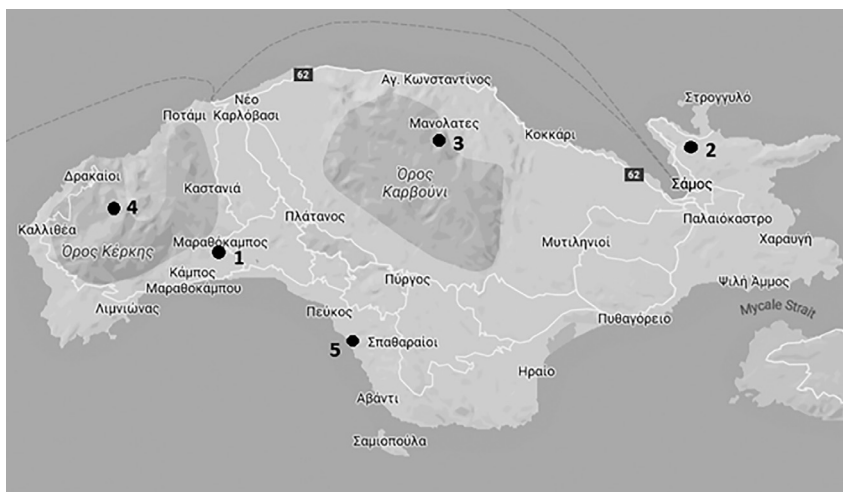 62
Αγ. Κωνσταντίνος
Στρογγυλό
Νέο
Καρλόβασι
Ποτάμι
Μανολάτες
3
Κοκκάρι
2
Όρος
Καρβούνι
62
Δρακαίοι
Καστανιά
Σάμος
4
Πλάτανος
Παλαιόκαστρο
Καλλιθέα
Όρος Κέρκης
Μαραθόκαμπος
1
Μυτιληνιοί
Χαραυγή
Κάμπος
Μαραθοκάμπου
Πύργος
Ψιλή Άμμος
Λιμνιώνας
Πεύκος
Mycale Strait
Πυθαγόρειο
5
Σπαθαραίοι
Ηραίο
Αβάντι
Σαμιοπούλα